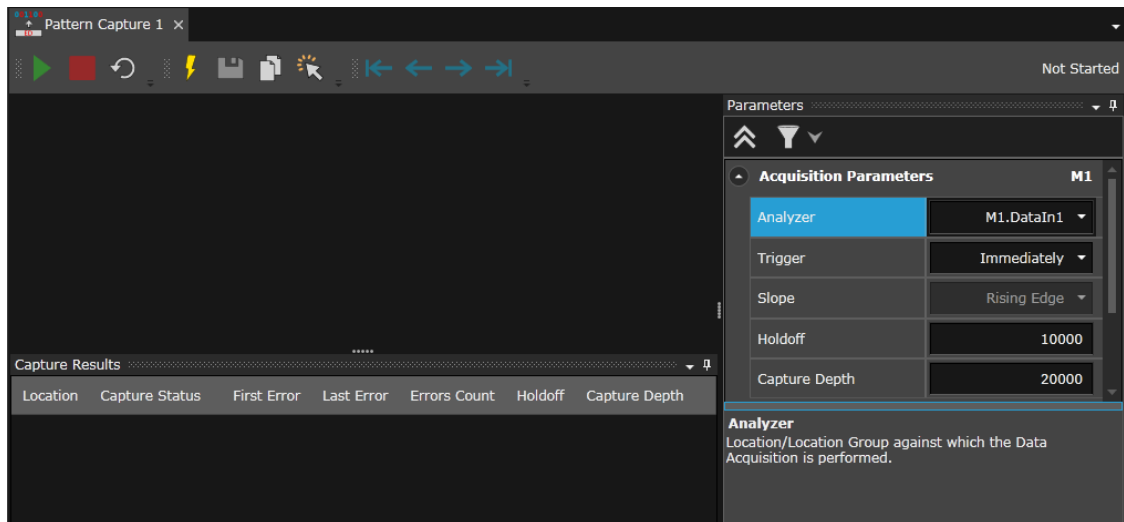 Pattern Capture 1
Not Started
Parameters
Acquisition Parameters M1
Analyzer M1.DataIn1
Trigger Immediately
Slope Rising Edge
Holdoff 10000
Capture Depth 20000
Analyzer
Location/Location Group against which the Data
Acquisition is performed.
Capture Results
Location Capture Status First Error Last Error Errors Count Holdoff Capture Depth